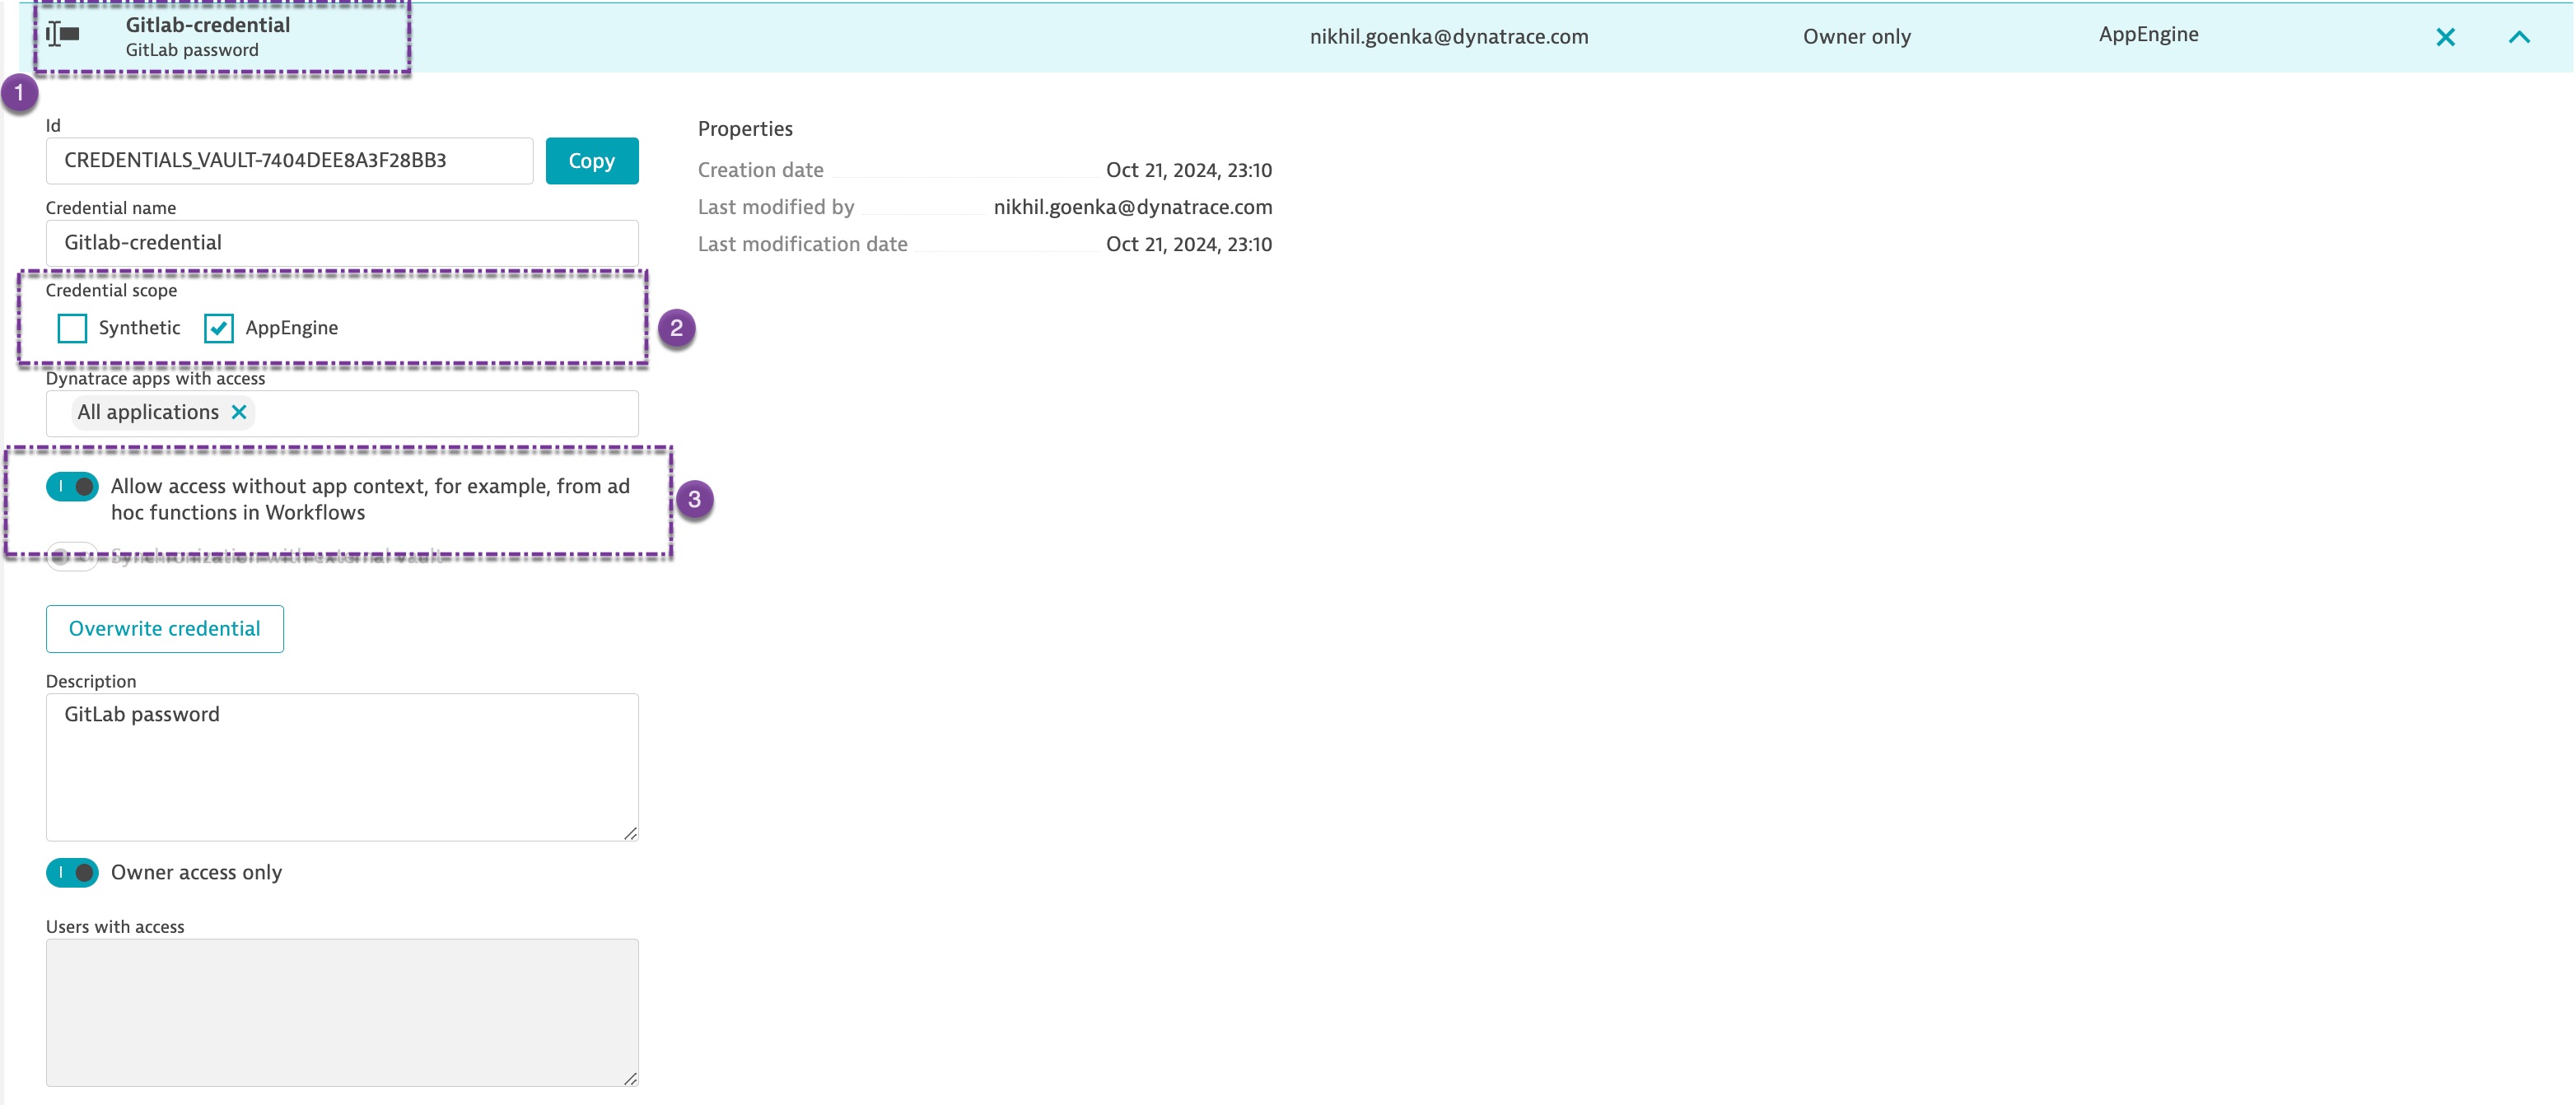 Gitlab-credential
GitLab password
nikhil.goenka@dynatrace.com
Owner only
AppEngine
1
Id
CREDENTIALS_VAULT-7404DEE8A3F28BB3
Copy
Credential name
Gitlab-credential
Credential scope
Synthetic
AppEngine
2
Dynatrace apps with access
All applications
Allow access without app context, for example, from ad
hoc functions in Workflows
3
Synchronization with external vault
Overwrite credential
Description
GitLab password
Owner access only
Users with access
Properties
Creation date Oct 21, 2024, 23:10
Last modified by nikhil.goenka@dynatrace.com
Last modification date Oct 21, 2024, 23:10